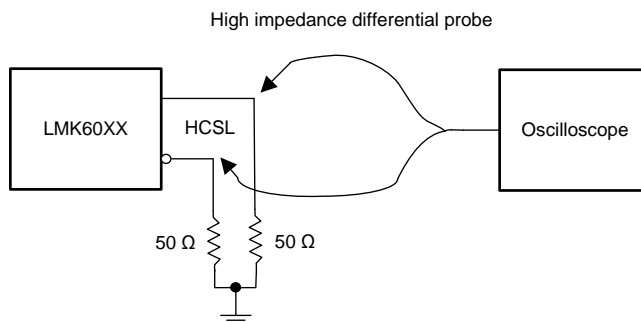 High impedance differential probe
LMK60XX
HCSL
Oscilloscope
50 Ω
50 Ω